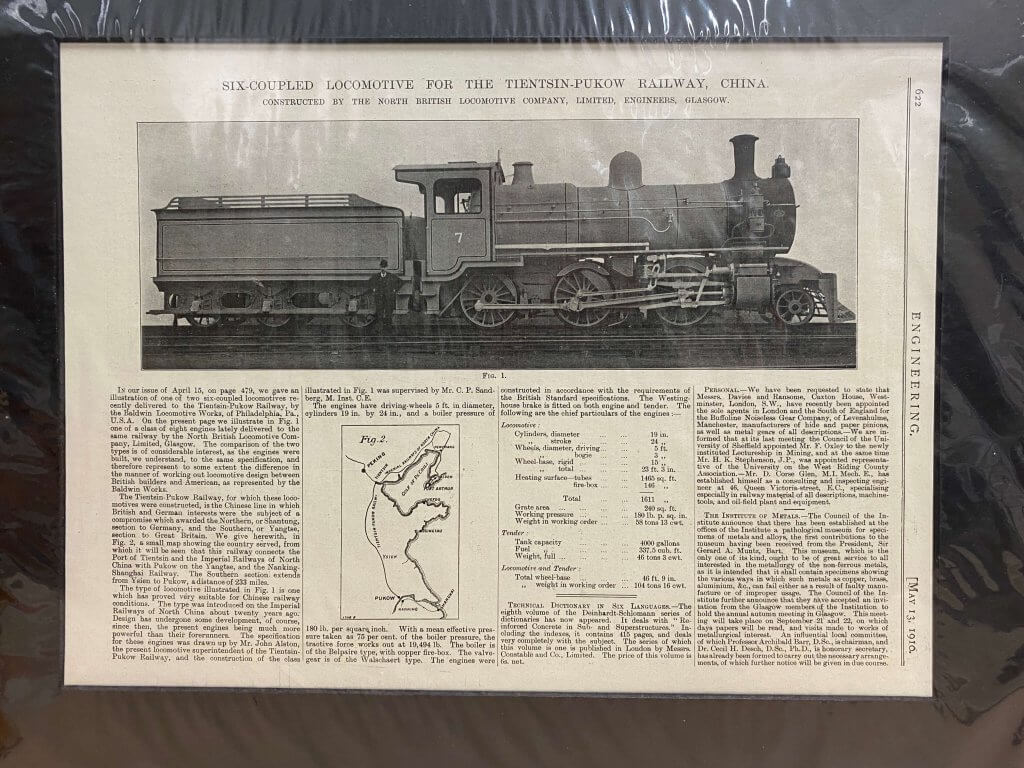 SIX-COUPLED LOCOMOTIVE FOR THE TIENTSIN-PUKOW RAILWAY, CHINA.
CONSTRUCTED BY THE NORTH BRITISH LOCOMOTIVE COMPANY, LIMITED, ENGINEERS, GLASGOW.
7
FIG. 1.
IN our issue of April 15, on page 479, we gave an
illustration of one of two six-coupled locomotives re-
cently delivered to the Tientsin-Pukow Railway, by
the Baldwin Locomotive Works, of Philadelphia, Pa.,
U.S.A. On the present page we illustrate in Fig. 1
one of a class of eight engines lately delivered to the
same railway by the North British Locomotive Com-
pany, Limited, Glasgow. The comparison of the two
types is of considerable interest, as the engines were
built, we understand, to the same specification, and
therefore represent to some extent the difference in
the manner of working out locomotive design between
British builders and American, as represented by the
Baldwin Works.
The Tientsin-Pukow Railway, for which these loco-
motives were constructed, is the Chinese line in which
British and German interests were the subject of a
compromise which awarded the Northern, or Shantung,
section to Germany, and the Southern, or Yangtse,
section to Great Britain. We give herewith, in
Fig. 2, a small map showing the country served, from
which it will be seen that this railway connects the
Port of Tientsin and the Imperial Railways of North
China with Pukow on the Yangtse, and the Nanking-
Shanghai Railway. The Southern section extends
from Ysien to Pukow, a distance of 233 miles.
The type of locomotive illustrated in Fig. 1 is one
which has proved very suitable for Chinese railway
conditions. The type was introduced on the Imperial
Railways of North China about twenty years ago;
Design has undergone some development, of course,
since then, the present engines being much more
powerful than their forerunners. The specification
for these engines was drawn up by Mr. John Alston,
the present locomotive superintendent of the Tientsin-
Pukow Railway, and the construction of the class
illustrated in Fig. 1 was supervised by Mr. C. P. Sand-
berg, M. Inst. C.E.
The engines have driving-wheels 5 ft. in diameter,
cylinders 19 in. by 24 in., and a boiler pressure of
Fig. 2.
PEKING
GULF OF
PORT ARTHUR
YSIEN
PUKOW
NANKING
180 lb. per square inch. With a mean effective pres-
sure taken as 75 per cent. of the boiler pressure, the
tractive force works out at 19,494 lb. The boiler is
of the Belpaire type, with copper fire-box. The valve-
gear is of the Walschaert type. The engines were
constructed in accordance with the requirements of
the British Standard specifications. The Westing-
house brake is fitted on both engine and tender. The
following are the chief particulars of the engines :—
Locomotive:
Cylinders, diameter ... ... 19 in.
" stroke ... ... 24 "
Wheels, diameter, driving... ... 5 ft.
" bogie ... ... 3 "
Wheel-base, rigid ... ... 15 "
" total ... ... 23 ft. 3 in.
Heating surface—tubes ... 1465 sq. ft.
fire-box ... 146 "
Total ... 1611 "
Grate area ... ... 240 sq. ft.
Working pressure ... ... 180 lb. p. sq. in.
Weight in working order ... ... 58 tons 13 cwt.
Tender:
Tank capacity ... ... 4000 gallons
Fuel ... ... 337.5 cub. ft.
Weight, full ... ... 46 tons 3 cwt.
Locomotive and Tender:
Total wheel-base ... ... 46 ft. 9 in.
" weight in working order ... 104 tons 16 cwt.
TECHNICAL DICTIONARY IN SIX LANGUAGES.—The
eighth volume of the Deinhardt-Schlomann series of
dictionaries has now appeared. It deals with "Re-
inforced Concrete in Sub- and Superstructures." In-
cluding the indexes, it contains 415 pages, and deals
very completely with the subject. The series of which
this volume is one is published in London by Messrs.
Constable and Co., Limited. The price of this volume is
6s. net.
PERSONAL.—We have been requested to state that
Messrs. Davies and Ransome, Caxton House, West-
minster, London, S.W., have recently been appointed
the sole agents in London and the South of England for
the Buffoline Noiseless Gear Company, of Levenshulme,
Manchester, manufacturers of hide and paper pinions,
as well as metal gears of all descriptions.—We are in-
formed that at its last meeting the Council of the Uni-
versity of Sheffield appointed Mr. F. Oxley to the newly
instituted Lectureship in Mining, and at the same time
Mr. H. K. Stephenson, J.P., was appointed representa-
tive of the University on the West Riding County
Association.—Mr. D. Corse Glen, M.I. Mech. E., has
established himself as a consulting and inspecting engi-
neer at 46, Queen Victoria-street, E.C., specialising
especially in railway material of all descriptions, machine-
tools, and oil-field plant and equipment.
THE INSTITUTE OF METALS.—The Council of the In-
stitute announce that there has been established at the
offices of the Institute a pathological museum for speci-
mens of metals and alloys, the first contributions to the
museum having been received from the President, Sir
Gerard A. Muntz, Bart. This museum, which is the
only one of its kind, ought to be of great service to all
interested in the metallurgy of the non-ferrous metals,
as it is intended that it shall contain specimens showing
the various ways in which such metals as copper, brass,
aluminium, &c., can fail either as a result of faulty manu-
facture or of improper usage. The Council of the In-
stitute further announce that they have accepted an invi-
tation from the Glasgow members of the Institution to
hold the annual autumn meeting in Glasgow. This meet-
ing will take place on September 21 and 22, on which
days papers will be read, and visits made to works of
metallurgical interest. An influential local committee,
of which Professor Archibald Barr, D.Sc., is chairman, and
Dr. Cecil H. Desch, D.Sc., Ph.D., is honorary secretary,
has already been formed to carry out the necessary arrange-
ments, of which further notice will be given in due course.
622
ENGINEERING.
[MAY 13, 1910.